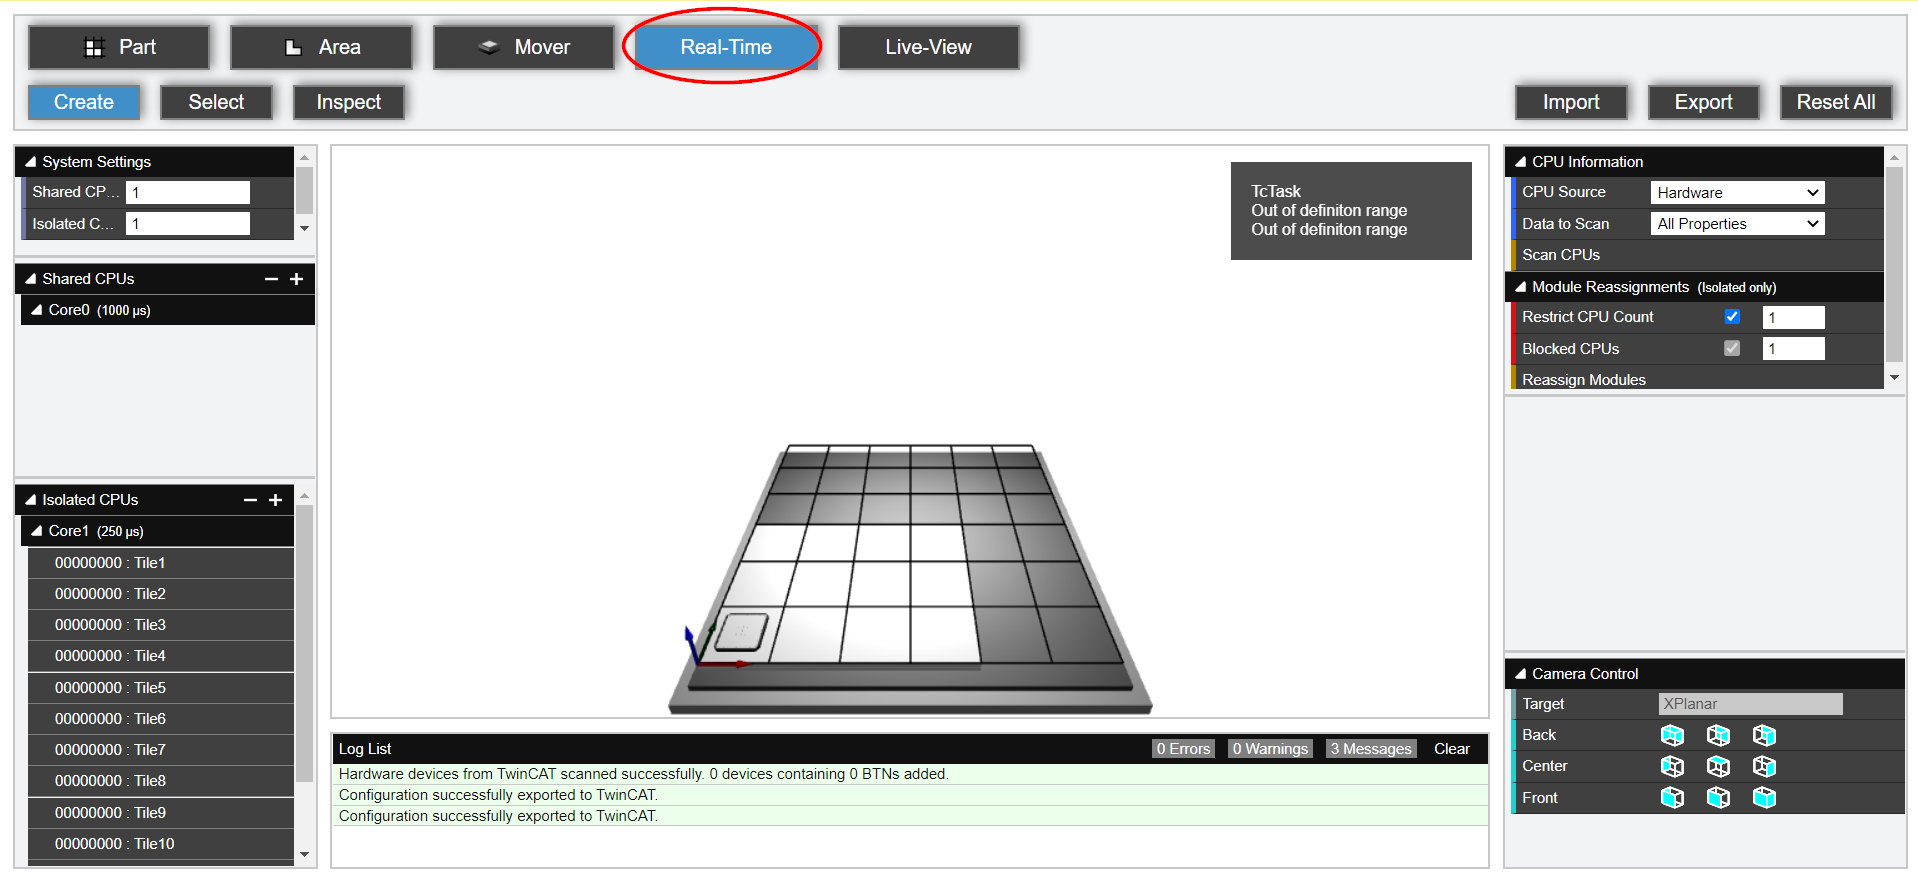 Part
Area
Mover
Real-Time
Live-View
Create
Select
Inspect
Import
Export
Reset All
System Settings
Shared CP... 1
Isolated C... 1
Shared CPUs − +
Core0 (1000 µs)
Isolated CPUs − +
Core1 (250 µs)
00000000 : Tile1
00000000 : Tile2
00000000 : Tile3
00000000 : Tile4
00000000 : Tile5
00000000 : Tile6
00000000 : Tile7
00000000 : Tile8
00000000 : Tile9
00000000 : Tile10
TcTask
Out of definiton range
Out of definiton range
Log List 0 Errors 0 Warnings 3 Messages Clear
Hardware devices from TwinCAT scanned successfully. 0 devices containing 0 BTNs added.
Configuration successfully exported to TwinCAT.
Configuration successfully exported to TwinCAT.
CPU Information
CPU Source Hardware
Data to Scan All Properties
Scan CPUs
Module Reassignments (Isolated only)
Restrict CPU Count 1
Blocked CPUs 1
Reassign Modules
Camera Control
Target XPlanar
Back
Center
Front